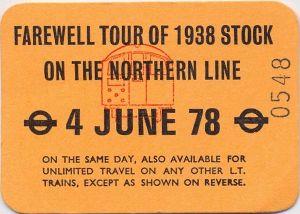 FAREWELL TOUR OF 1938 STOCK
ON THE NORTHERN LINE
4 JUNE 78
0548
ON THE SAME DAY, ALSO AVAILABLE FOR
UNLIMITED TRAVEL ON ANY OTHER L.T.
TRAINS, EXCEPT AS SHOWN ON REVERSE.